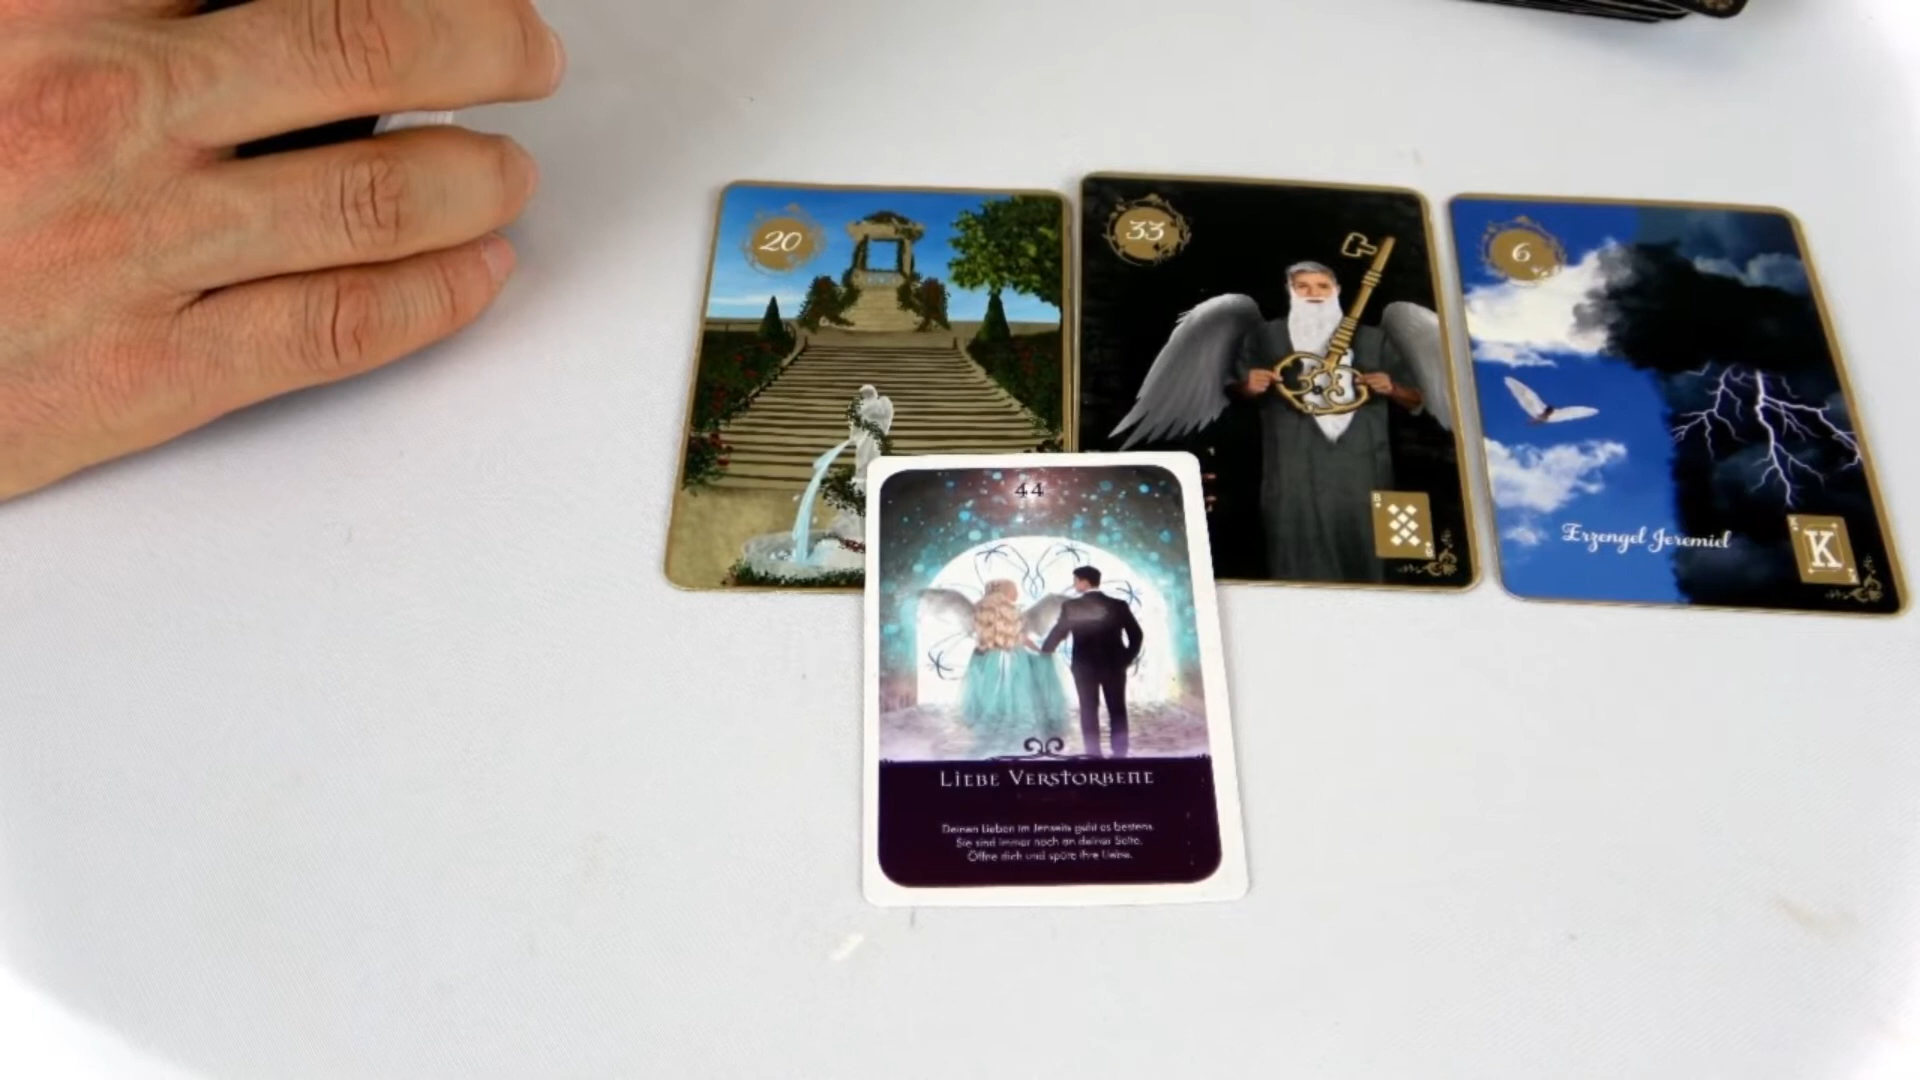 20
33
6
Erzengel Jeremiel
K
44
Liebe Verstorbene
Deinen Lieben im Jenseits geht es bestens.
Sie sind immer noch an deiner Seite.
Öffne dich und spüre ihre Liebe.